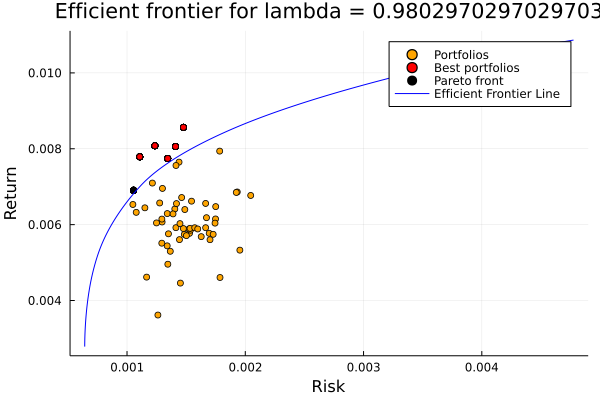 Efficient frontier for lambda = 0.9802970297029703
Portfolios
Best portfolios
Pareto front
Efficient Frontier Line
Return
0.010
0.008
0.006
0.004
0.001
0.002
0.003
0.004
Risk